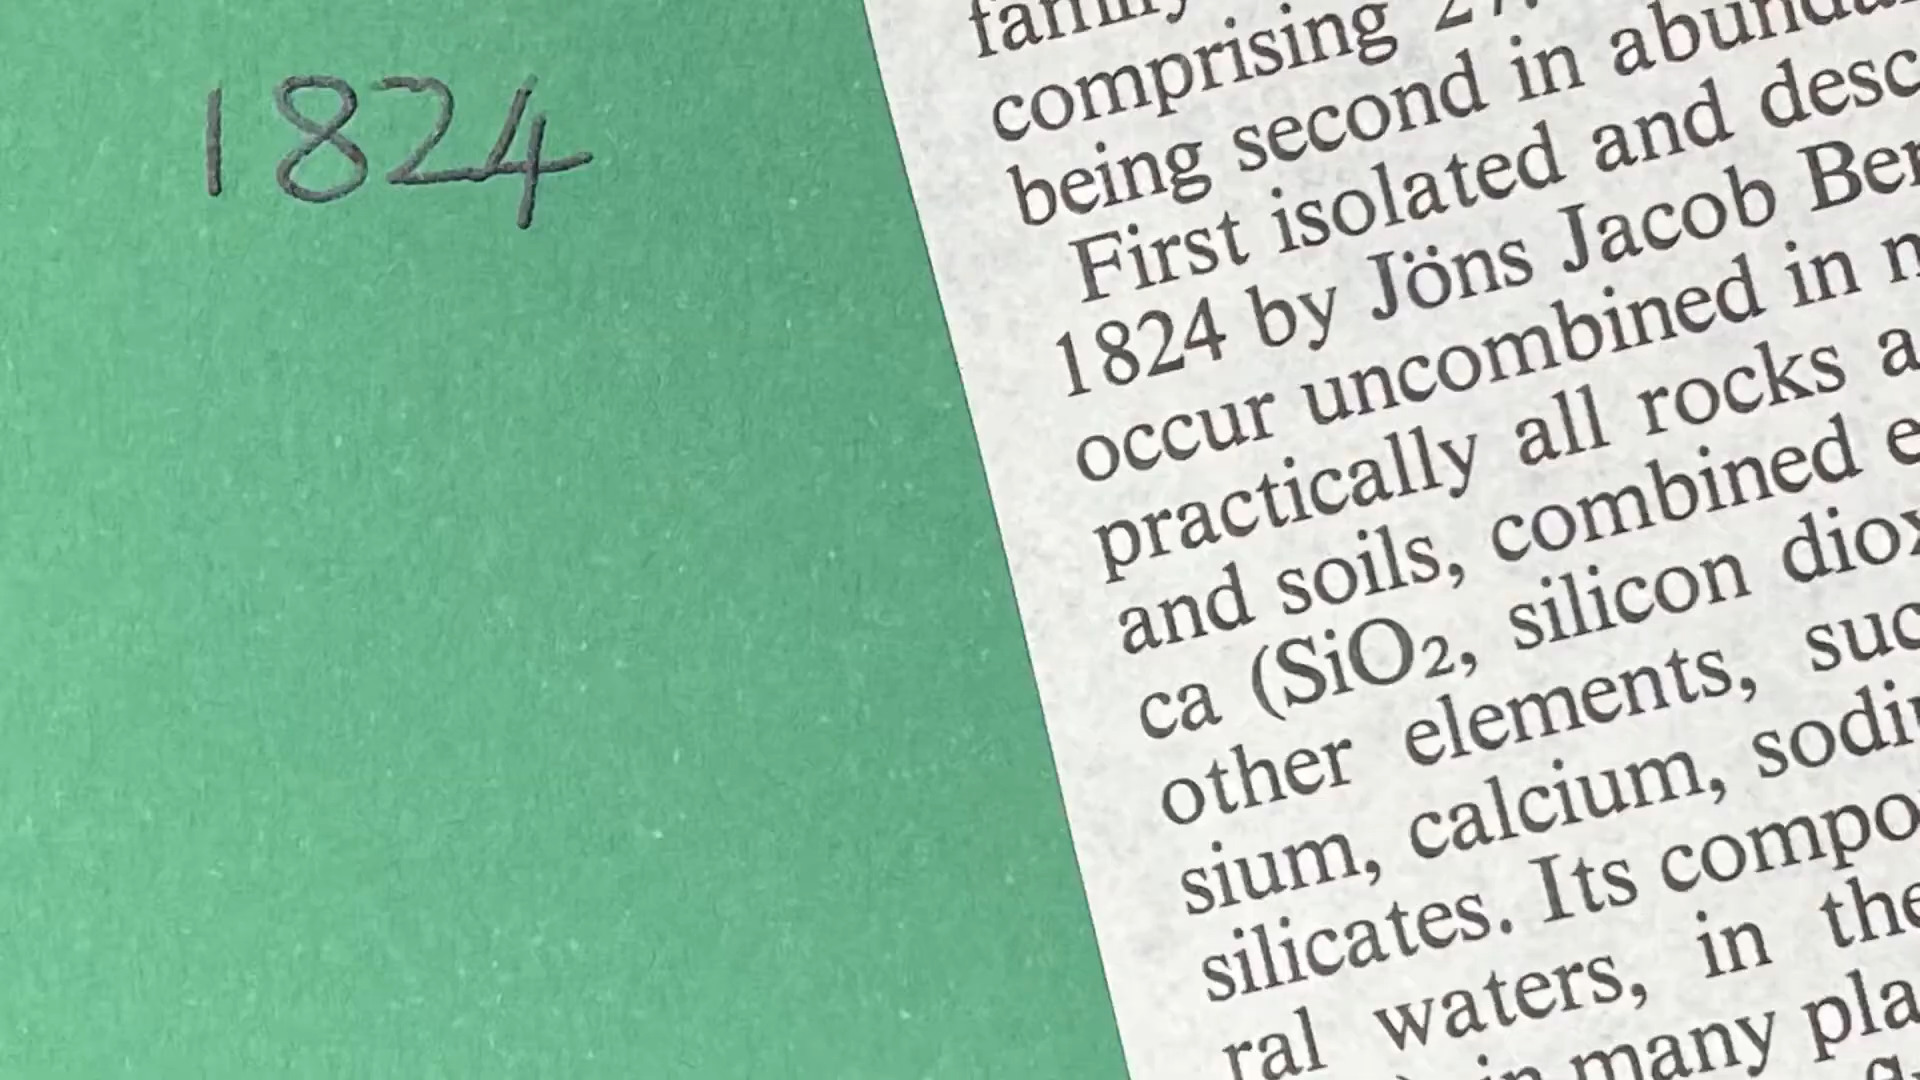 1824
family
comprising 27.
being second in abunda
First isolated and desc
1824 by Jöns Jacob Ber
occur uncombined in n
practically all rocks a
and soils, combined e
ca (SiO2, silicon diox
other elements, suc
sium, calcium, sodiu
silicates. Its compo
ral waters, in the
in many pla